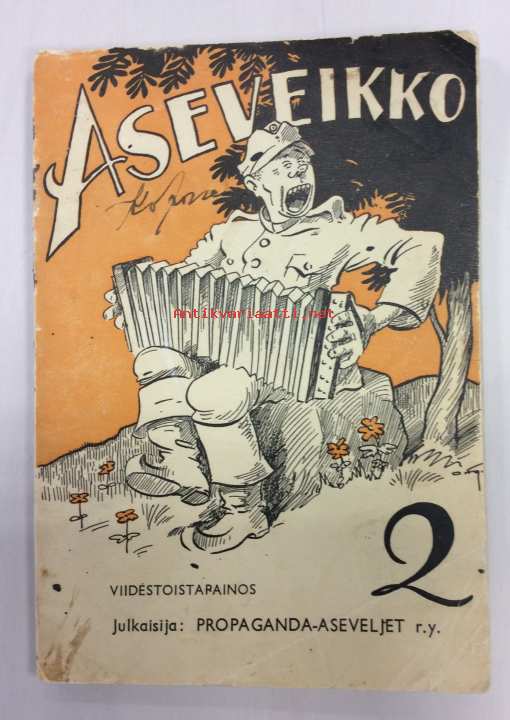 ASEVEIKKO
Antikvariaatti.net
2
VIIDESTOISTAPAINOS
Julkaisija: PROPAGANDA-ASEVELJET r.y.